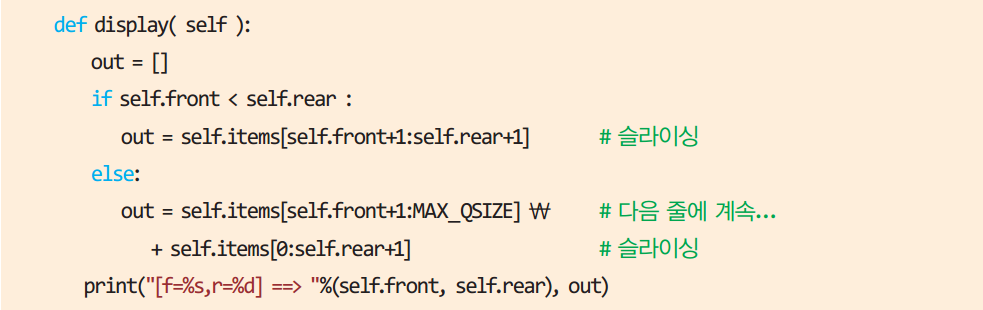 def display( self ):
out = []
if self.front < self.rear :
out = self.items[self.front+1:self.rear+1] # 슬라이싱
else:
out = self.items[self.front+1:MAX_QSIZE] ₩ # 다음 줄에 계속...
+ self.items[0:self.rear+1] # 슬라이싱
print("[f=%s,r=%d] ==> "%(self.front, self.rear), out)